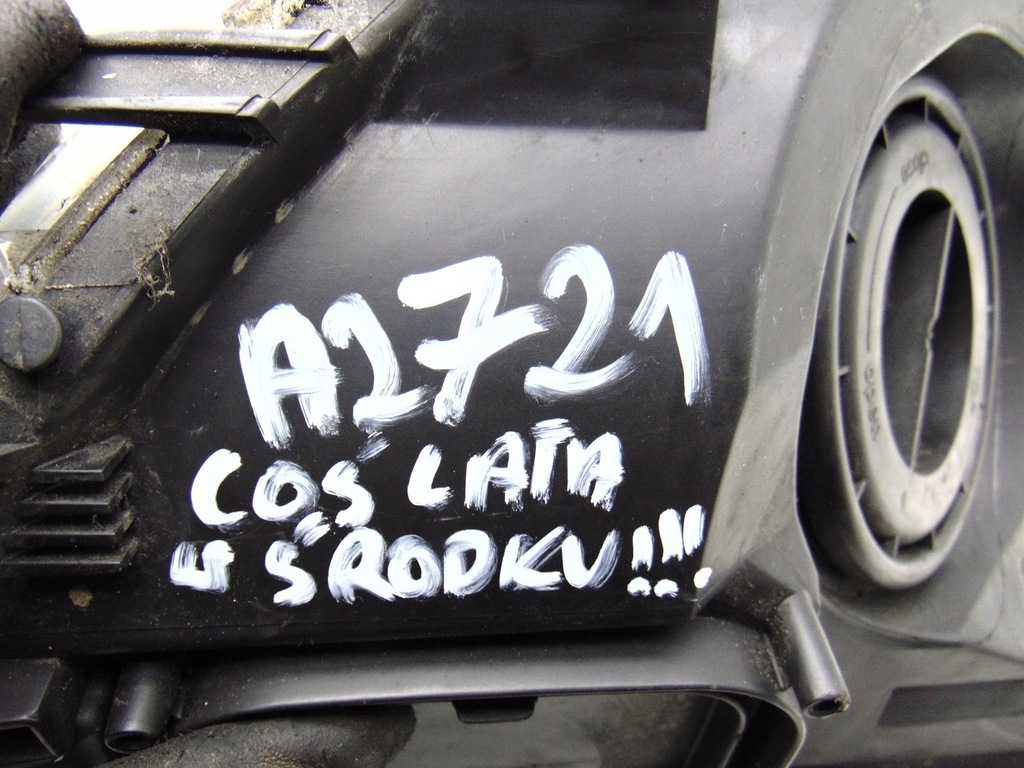 A2721
COŚ LATA
W ŚRODKU!!!